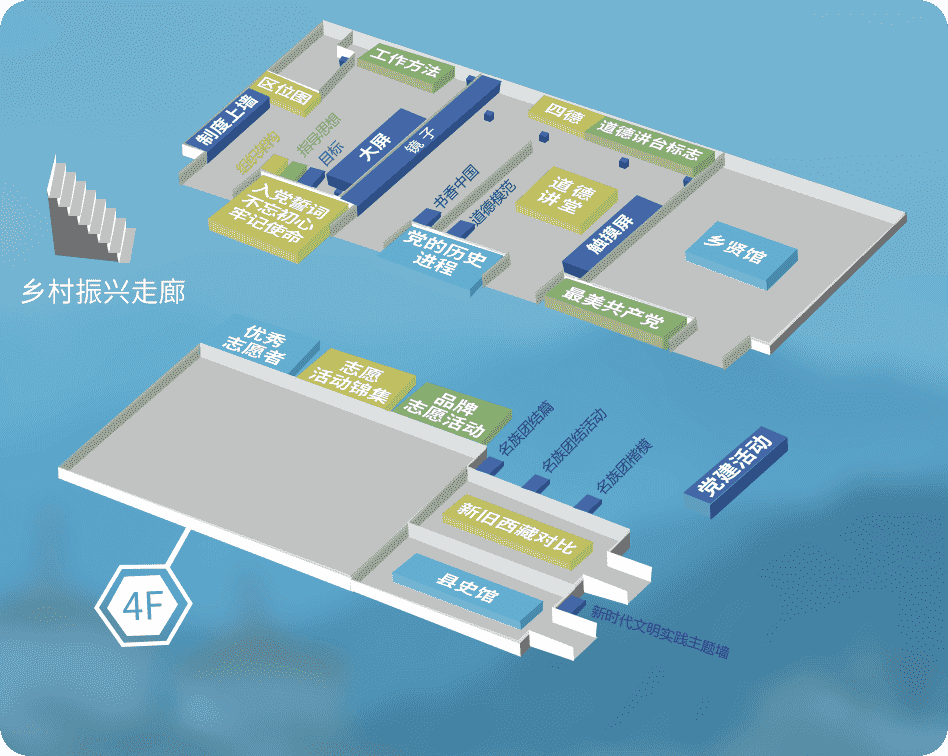 工作方法
区位图
制度上墙
指导思想
目标
大屏
镜子
入党誓词
不忘初心
牢记使命
四德
道德讲台标志
书香中国
道德模范
道德
讲堂
触摸屏
乡贤馆
党的历史
进程
最美共产党
乡村振兴走廊
优秀
志愿者
志愿
活动锦集
品牌
志愿活动
名族团结篇
名族团结活动
名族团楷模
党建活动
新旧西藏对比
县史馆
新时代文明实践主题墙
4F